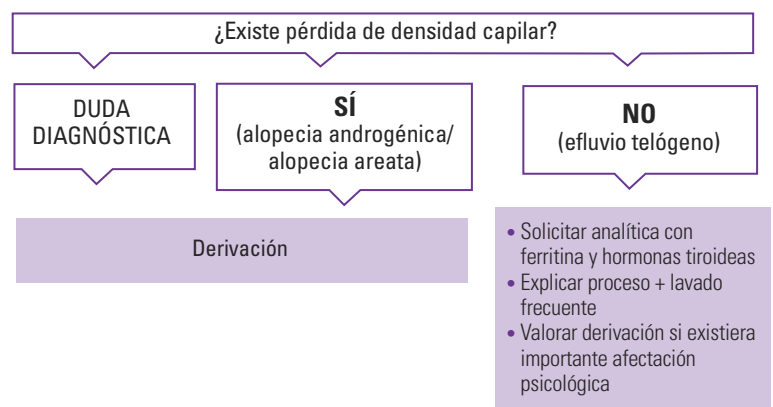 ¿Existe pérdida de densidad capilar?
DUDA
DIAGNÓSTICA
SÍ
(alopecia androgénica/
alopecia areata)
NO
(efluvio telógeno)
Derivación
• Solicitar analítica con
ferritina y hormonas tiroideas
• Explicar proceso + lavado
frecuente
• Valorar derivación si existiera
importante afectación
psicológica